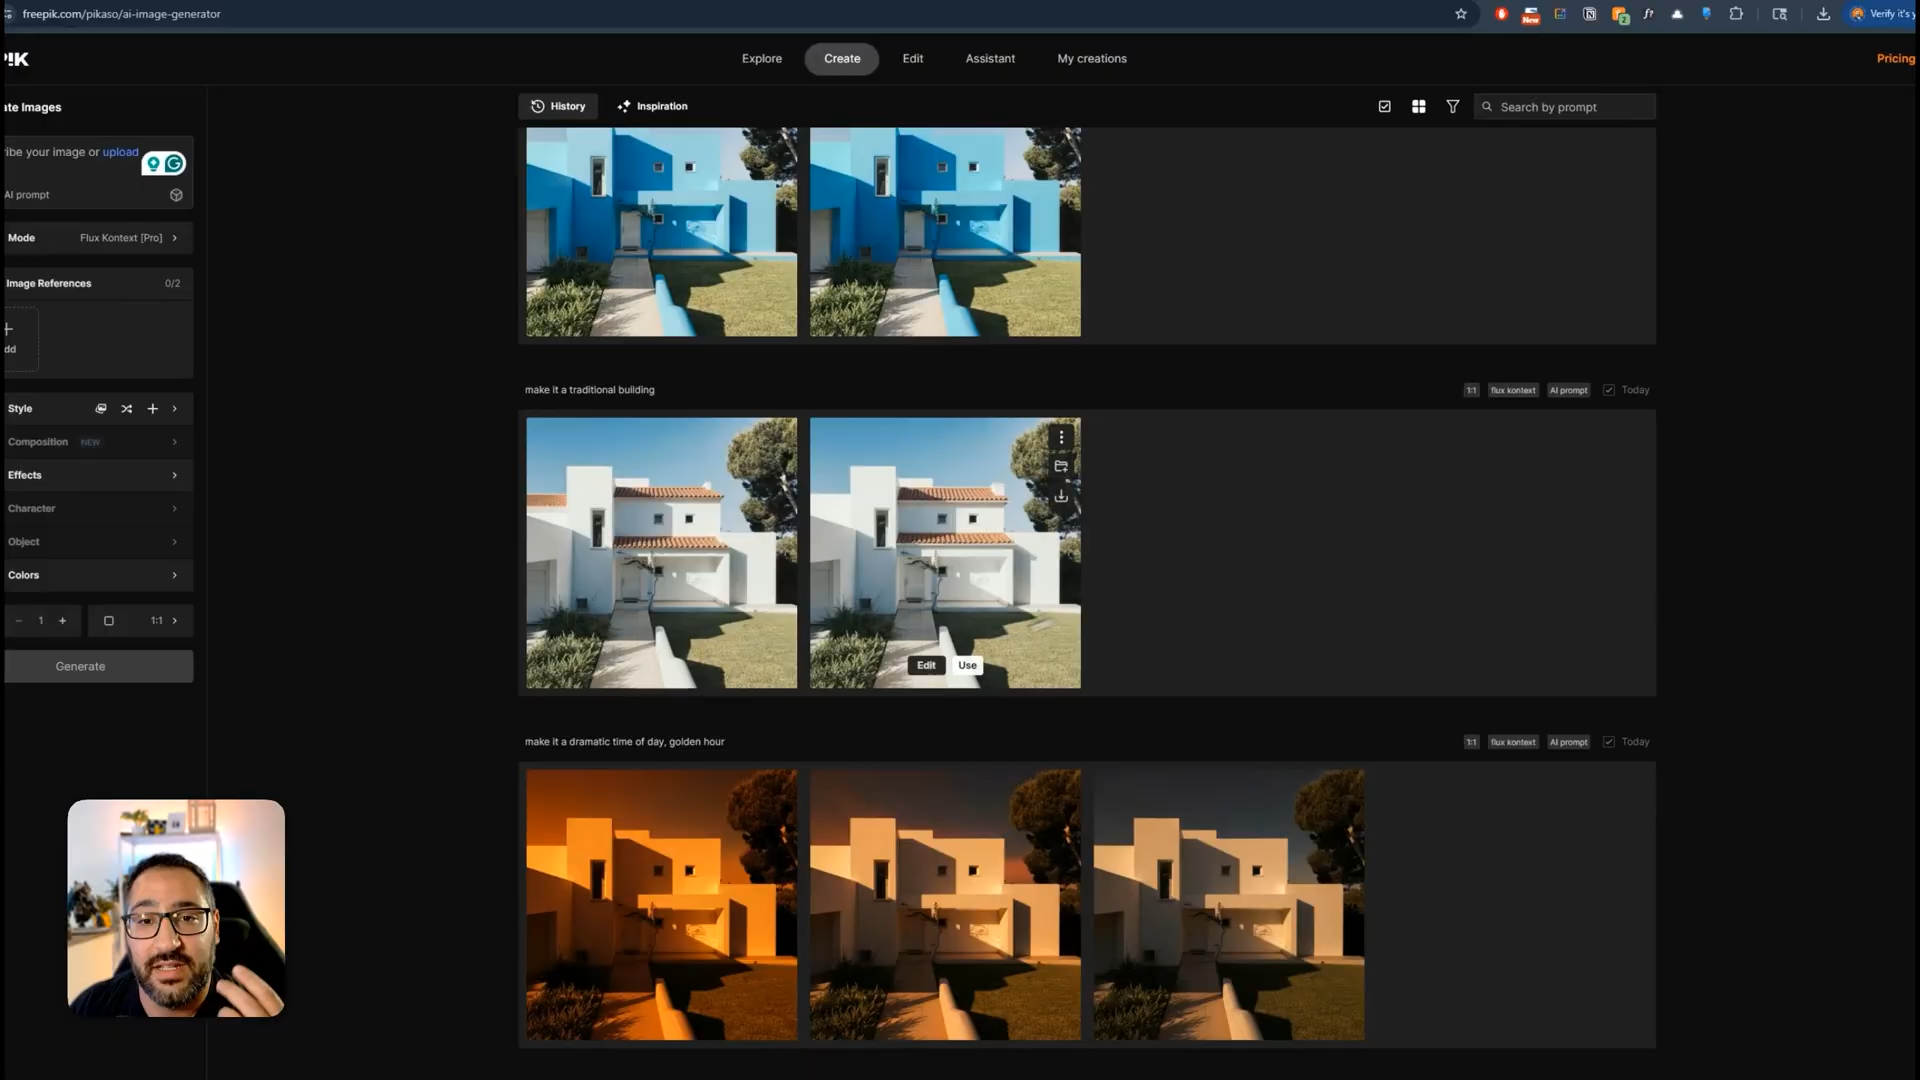 freepik.com/pikaso/ai-image-generator
New
2
Verify it's y
PIK
Explore
Create
Edit
Assistant
My creations
Pricing
ate Images
History
Inspiration
Search by prompt
ibe your image or upload
AI prompt
Mode
Flux Kontext [Pro]
Image References
0/2
dd
Style
Composition
NEW
Effects
Character
Object
Colors
1
1:1
Generate
make it a traditional building
1:1
flux kontext
AI prompt
Today
Edit
Use
make it a dramatic time of day, golden hour
1:1
flux kontext
AI prompt
Today